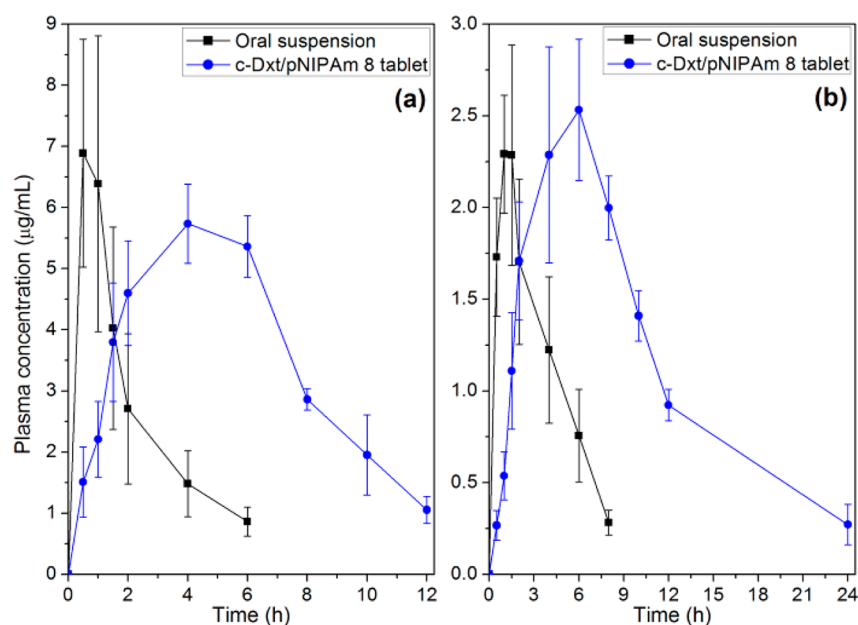 Oral suspension
c-Dxt/pNIPAm 8 tablet
(a)
9
8
7
6
5
4
3
2
1
0
Plasma concentration (μg/mL)
0 2 4 6 8 10 12
Time (h)
Oral suspension
c-Dxt/pNIPAm 8 tablet
(b)
3.0
2.5
2.0
1.5
1.0
0.5
0.0
0 3 6 9 12 15 18 21 24
Time (h)